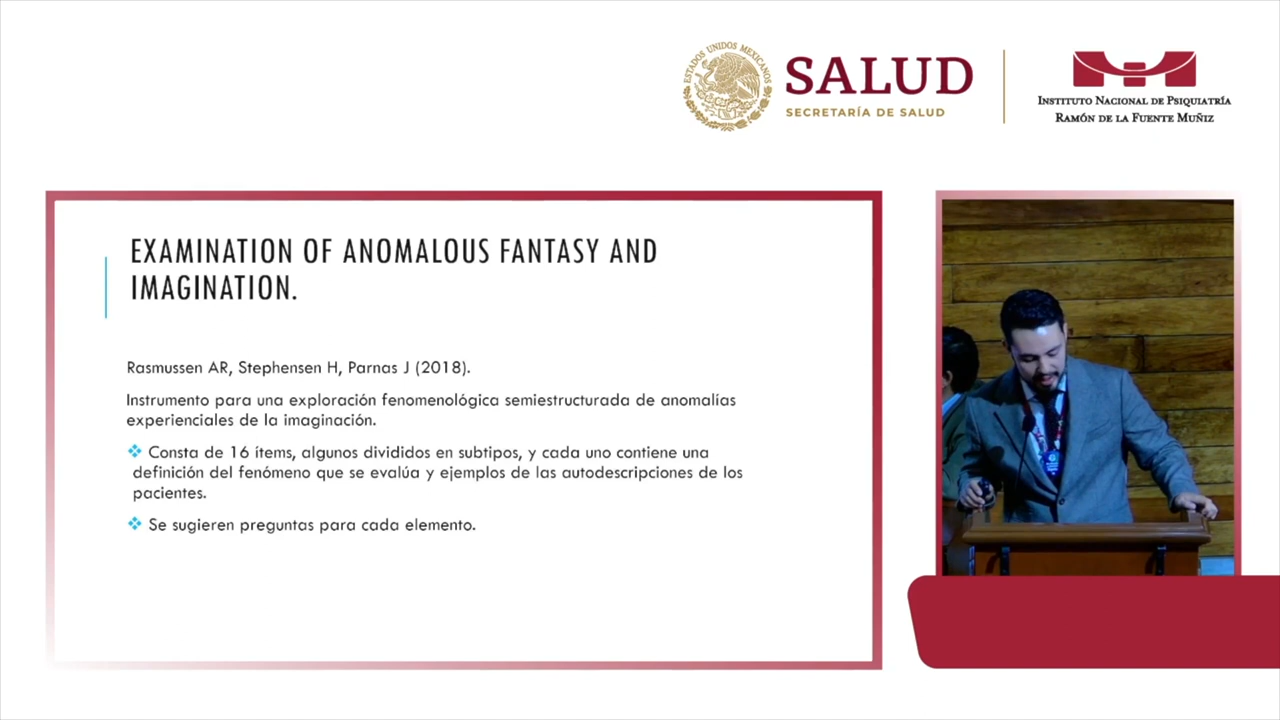 ESTADOS UNIDOS MEXICANOS
SALUD
SECRETARÍA DE SALUD
Instituto Nacional de Psiquiatría
Ramón de la Fuente Muñiz
EXAMINATION OF ANOMALOUS FANTASY AND
IMAGINATION.
Rasmussen AR, Stephensen H, Parnas J (2018).
Instrumento para una exploración fenomenológica semiestructurada de anomalías
experienciales de la imaginación.
Consta de 16 ítems, algunos divididos en subtipos, y cada uno contiene una
definición del fenómeno que se evalúa y ejemplos de las autodescripciones de los
pacientes.
Se sugieren preguntas para cada elemento.